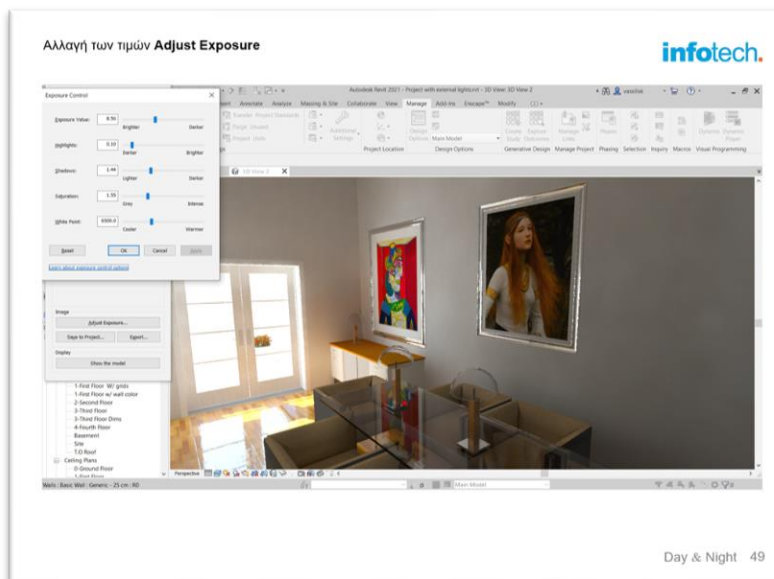 Αλλαγή των τιμών Adjust Exposure
infotech.
Autodesk Revit 2021 - Project with external light.rvt - 3D View: 3D View 2
Exposure Control
Annotate Analyze Massing & Site Collaborate View Manage Add-Ins Enscape™ Modify
Exposure Value: 8.50
Brighter Darker
Highlights: 0.10
Darker Brighter
Shadows: 1.44
Lighter Darker
Saturation: 1.55
Grey Intense
White Point: 6500.0
Cooler Warmer
Reset OK Cancel Apply
Learn about exposure control options
Transfer Project Standards
Purge Unused
Project Units
Additional Settings
Design Options
Main Model
Project Location Design Options Generative Design Manage Project Phasing Selection Inquiry Macros Visual Programming
3D View 2
Image
Adjust Exposure...
Save to Project... Export...
Display
Show the model
1-First Floor W/ grids
1-First Floor w/ wall color
2-Second Floor
3-Third Floor
3-Third Floor Dims
4-Fourth Floor
Basement
Site
T.O Roof
Ceiling Plans
0-Ground Floor
Perspective
Walls : Basic Wall : Generic - 25 cm : R0
Main Model
Day & Night 49